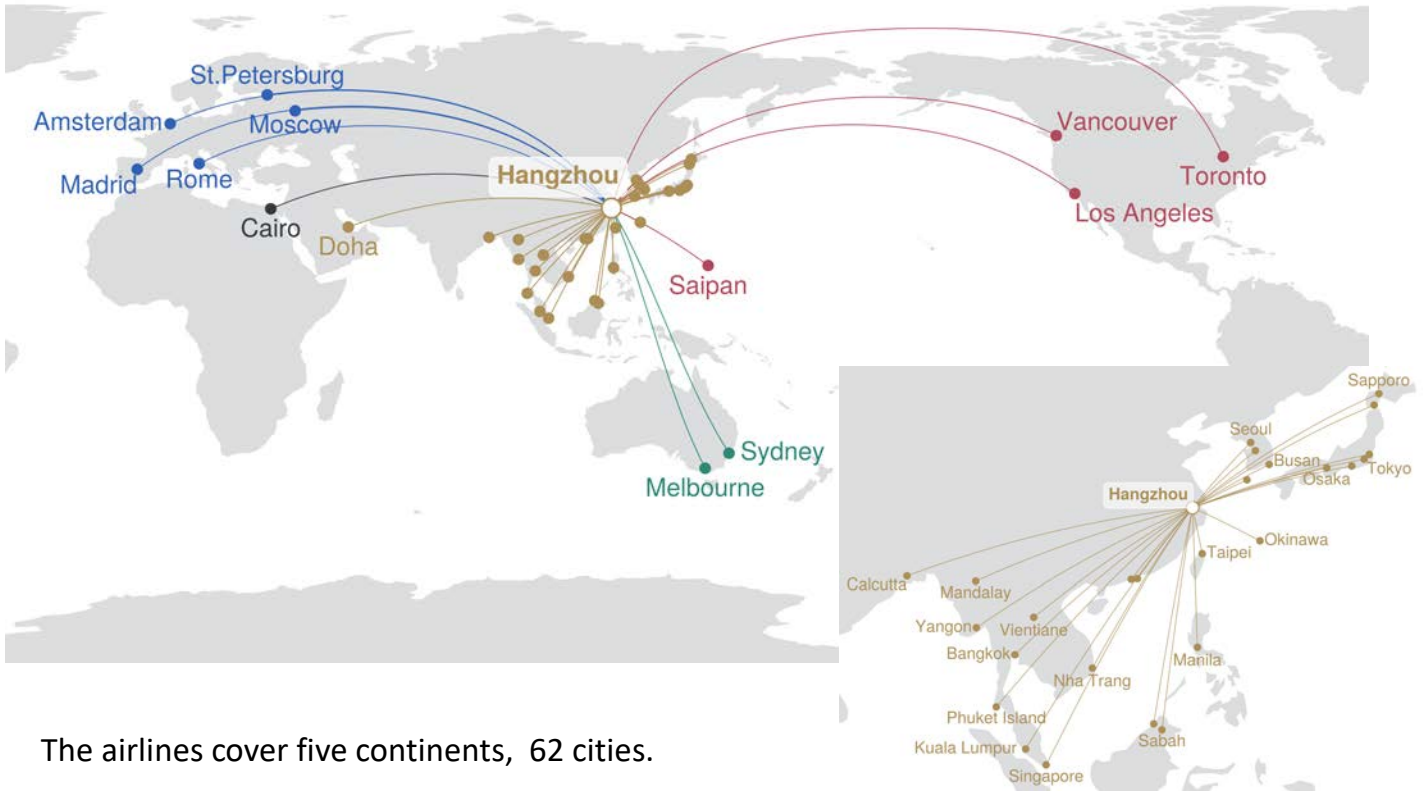 St.Petersburg
Amsterdam
Moscow
Vancouver
Madrid
Rome
Hangzhou
Toronto
Cairo
Los Angeles
Doha
Saipan
Sydney
Melbourne
Sapporo
Seoul
Busan
Osaka
Tokyo
Hangzhou
Okinawa
Taipei
Calcutta
Mandalay
Yangon
Vientiane
Bangkok
Manila
Nha Trang
Phuket Island
Sabah
Kuala Lumpur
Singapore
The airlines cover five continents,  62 cities.